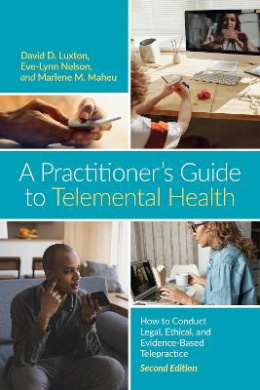 David D. Luxton,
Eve-Lynn Nelson,
and Marlene M. Maheu
A Practitioner's Guide
to Telemental Health
How to Conduct
Legal, Ethical, and
Evidence-Based
Telepractice
Second Edition